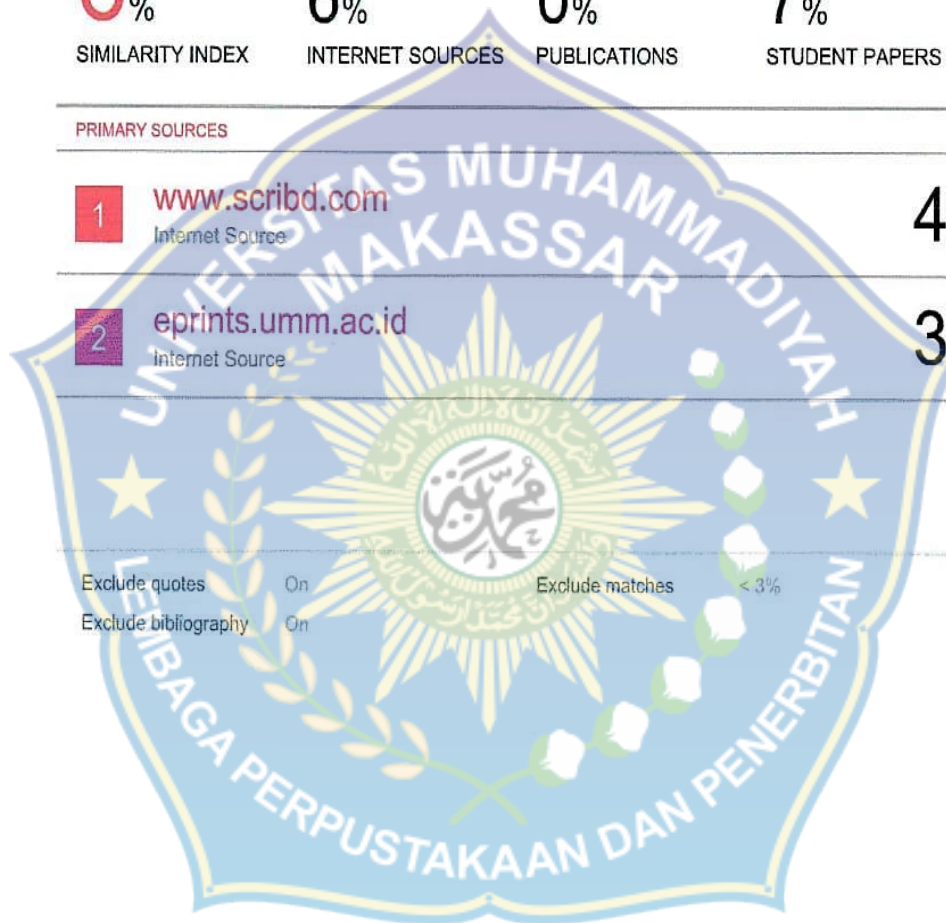 % 6% % 7%
SIMILARITY INDEX INTERNET SOURCES PUBLICATIONS STUDENT PAPERS
PRIMARY SOURCES
1 www.scribd.com 4
Internet Source
2 eprints.umm.ac.id 3
Internet Source
Exclude quotes On Exclude matches < 3%
Exclude bibliography On
UNIVERSITAS MUHAMMADIYAH
MAKASSAR
LEMBAGA PERPUSTAKAAN DAN PENERBITAN